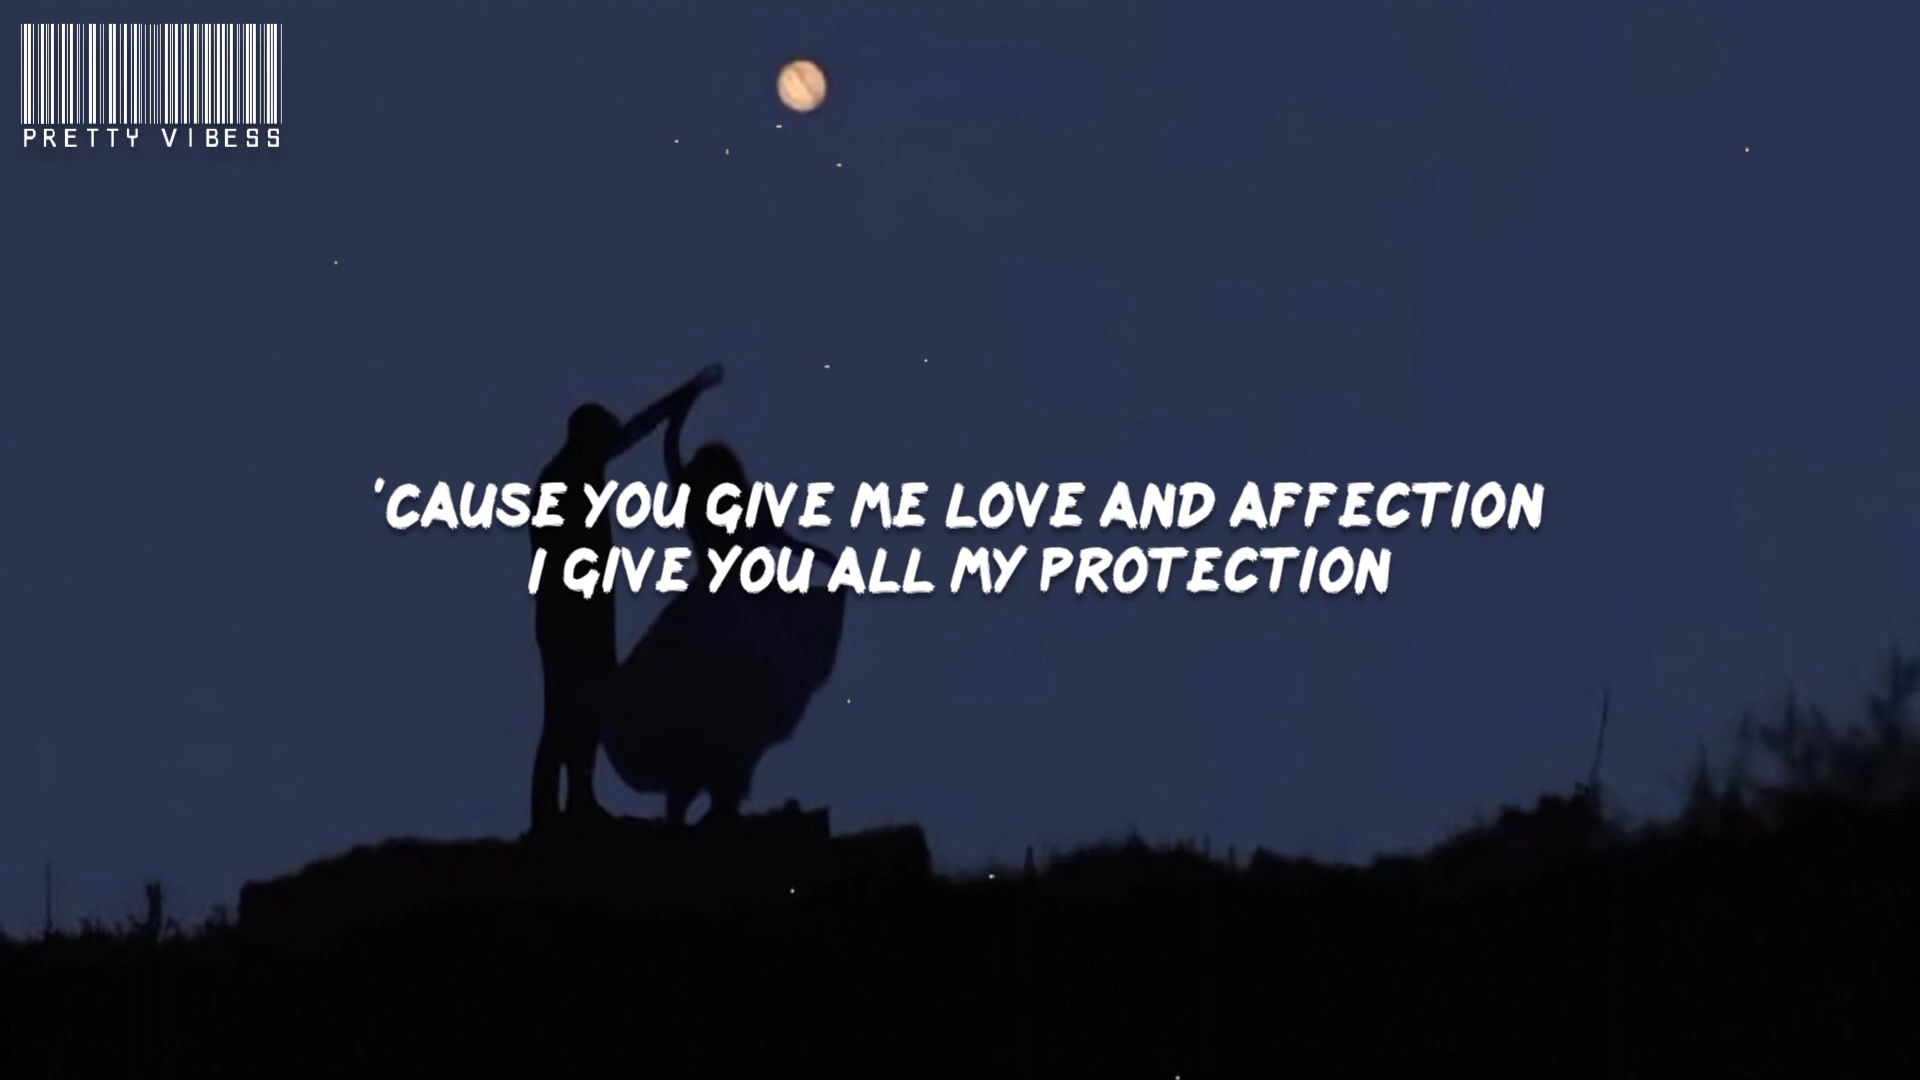 PRETTY VIBESS
'CAUSE YOU GIVE ME LOVE AND AFFECTION
I GIVE YOU ALL MY PROTECTION